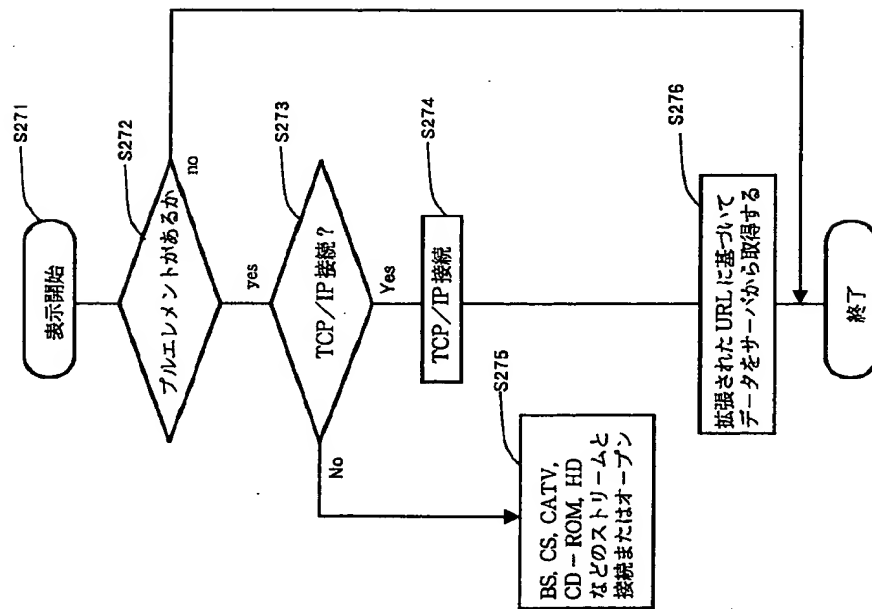 表示開始
S271
プルエレメントがあるか
S272
no
yes
TCP/IP接続?
S273
No
Yes
TCP/IP接続
S274
BS, CS, CATV,
CD-ROM, HD
などのストリームと
接続またはオープン
S275
拡張されたURLに基づいて
データをサーバから取得する
S276
終了